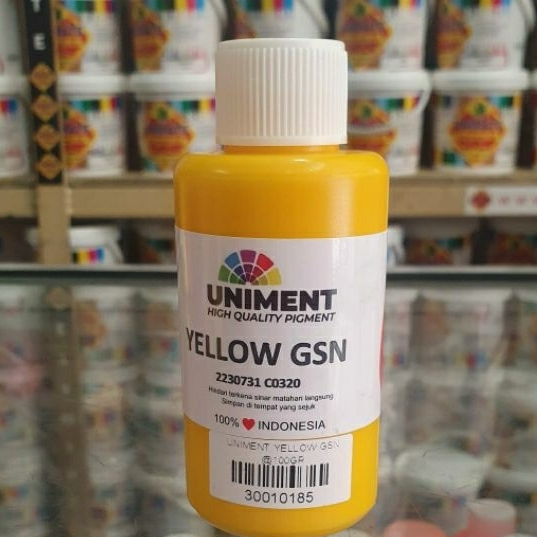 UNIMENT
HIGH QUALITY PIGMENT
YELLOW GSN
2230731 C0320
Hindari terkena sinar matahari langsung
Simpan di tempat yang sejuk
100% ❤ INDONESIA
UNIMENT YELLOW GSN
@100GR
30010185